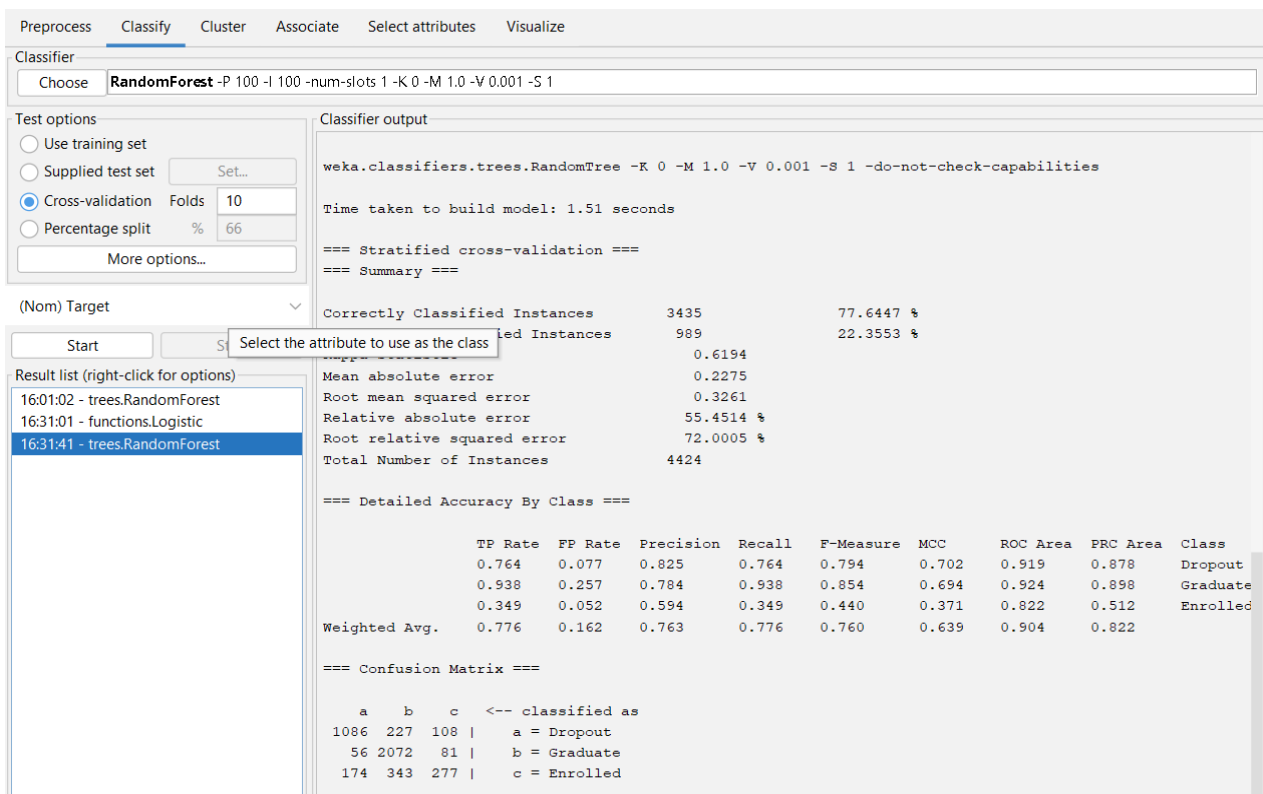 Preprocess Classify Cluster Associate Select attributes Visualize
Classifier
Choose RandomForest -P 100 -I 100 -num-slots 1 -K 0 -M 1.0 -V 0.001 -S 1
Test options
Use training set
Supplied test set Set...
Cross-validation Folds 10
Percentage split % 66
More options...
(Nom) Target
Start St
Select the attribute to use as the class
Result list (right-click for options)
16:01:02 - trees.RandomForest
16:31:01 - functions.Logistic
16:31:41 - trees.RandomForest
Classifier output
weka.classifiers.trees.RandomTree -K 0 -M 1.0 -V 0.001 -S 1 -do-not-check-capabilities
Time taken to build model: 1.51 seconds
=== Stratified cross-validation ===
=== Summary ===
Correctly Classified Instances 3435 77.6447 %
ied Instances 989 22.3553 %
0.6194
Mean absolute error 0.2275
Root mean squared error 0.3261
Relative absolute error 55.4514 %
Root relative squared error 72.0005 %
Total Number of Instances 4424
=== Detailed Accuracy By Class ===
TP Rate FP Rate Precision Recall F-Measure MCC ROC Area PRC Area Class
0.764 0.077 0.825 0.764 0.794 0.702 0.919 0.878 Dropout
0.938 0.257 0.784 0.938 0.854 0.694 0.924 0.898 Graduate
0.349 0.052 0.594 0.349 0.440 0.371 0.822 0.512 Enrolled
Weighted Avg. 0.776 0.162 0.763 0.776 0.760 0.639 0.904 0.822
=== Confusion Matrix ===
a b c <-- classified as
1086 227 108 | a = Dropout
56 2072 81 | b = Graduate
174 343 277 | c = Enrolled